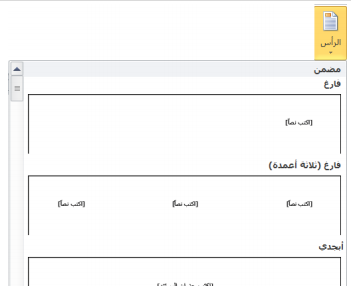 الرأس
مضمن
فارغ
[اكتب نصاً]
فارغ (ثلاثة أعمدة)
[اكتب نصاً] [اكتب نصاً] [اكتب نصاً]
أبجدي